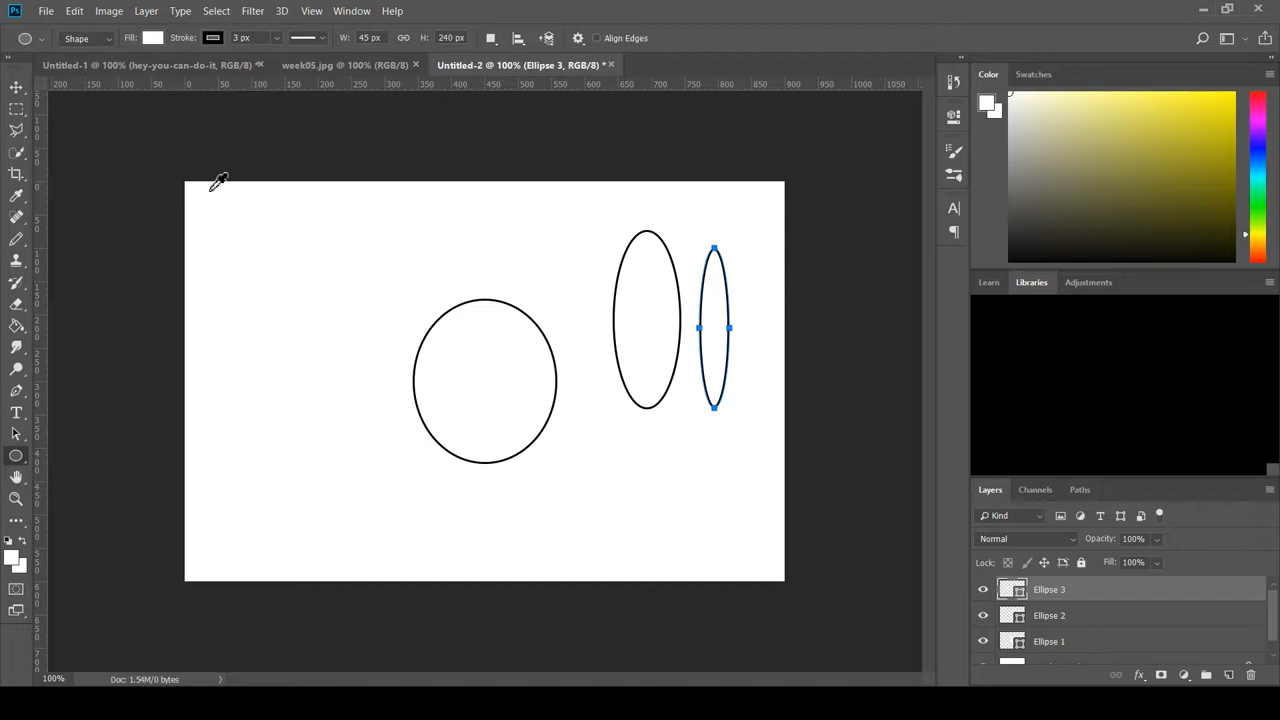 Ps File Edit Image Layer Type Select Filter 3D View Window Help
Shape Fill: Stroke: 3 px W: 45 px H: 240 px Align Edges
Untitled-1 @ 100% (hey-you-can-do-it, RGB/8) * × week05.jpg @ 100% (RGB/8) × Untitled-2 @ 100% (Ellipse 3, RGB/8) * ×
200 150 100 50 0 50 100 150 200 250 300 350 400 450 500 550 600 650 700 750 800 850 900 950 1000 1050
Color Swatches
Learn Libraries Adjustments
Layers Channels Paths
Kind
Normal Opacity: 100%
Lock: Fill: 100%
Ellipse 3
Ellipse 2
Ellipse 1
100% Doc: 1.54M/0 bytes